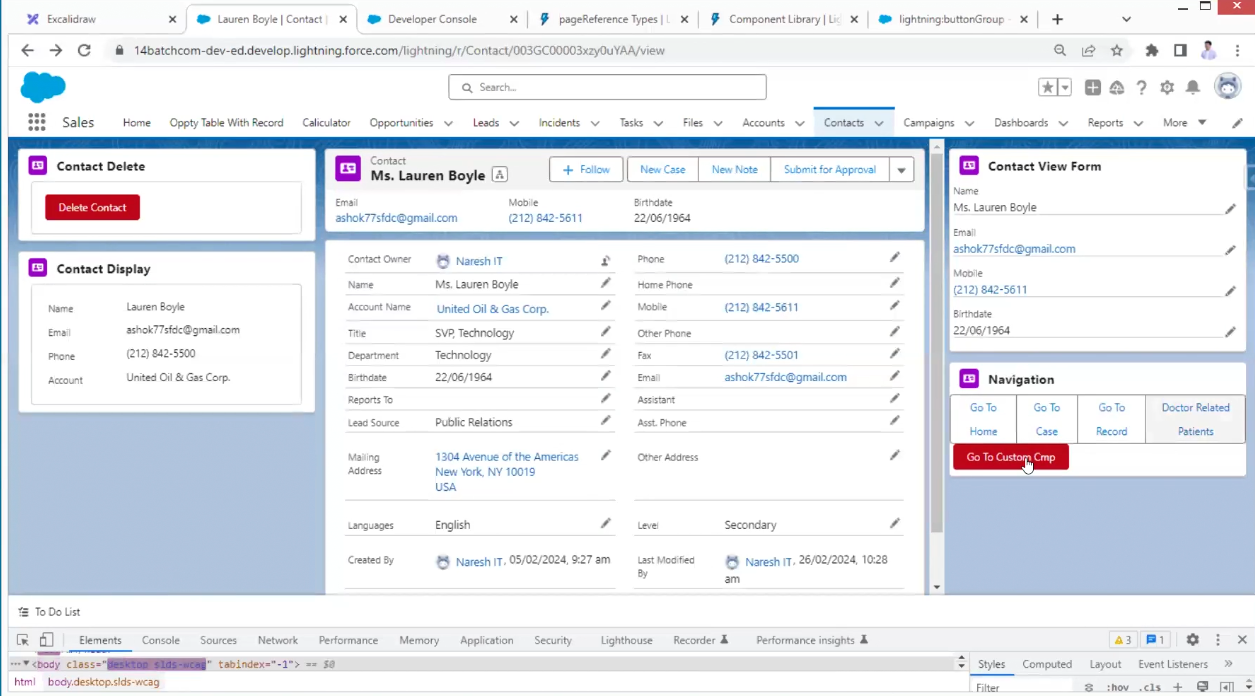 Excalidraw
Lauren Boyle | Contact |
Developer Console
pageReference Types | L
Component Library | Li
lightning:buttonGroup -
14batchcom-dev-ed.develop.lightning.force.com/lightning/r/Contact/003GC00003xzy0uYAA/view
Search...
Sales
Home
Oppty Table With Record
Calculator
Opportunities
Leads
Incidents
Tasks
Files
Accounts
Contacts
Campaigns
Dashboards
Reports
More
Contact Delete
Delete Contact
Contact Display
Name Lauren Boyle
Email ashok77sfdc@gmail.com
Phone (212) 842-5500
Account United Oil & Gas Corp.
Contact
Ms. Lauren Boyle
+ Follow
New Case
New Note
Submit for Approval
Email Mobile Birthdate
ashok77sfdc@gmail.com (212) 842-5611 22/06/1964
Contact Owner Naresh IT Phone (212) 842-5500
Name Ms. Lauren Boyle Home Phone
Account Name United Oil & Gas Corp. Mobile (212) 842-5611
Title SVP, Technology Other Phone
Department Technology Fax (212) 842-5501
Birthdate 22/06/1964 Email ashok77sfdc@gmail.com
Reports To Assistant
Lead Source Public Relations Asst. Phone
Mailing Address 1304 Avenue of the Americas Other Address
New York, NY 10019
USA
Languages English Level Secondary
Created By Naresh IT, 05/02/2024, 9:27 am Last Modified By Naresh IT, 26/02/2024, 10:28 am
Contact View Form
Name
Ms. Lauren Boyle
Email
ashok77sfdc@gmail.com
Mobile
(212) 842-5611
Birthdate
22/06/1964
Navigation
Go To Home
Go To Case
Go To Record
Doctor Related Patients
Go To Custom Cmp
To Do List
Elements Console Sources Network Performance Memory Application Security Lighthouse Recorder Performance insights 3 1
<body class="desktop slds-wcag" tabindex="-1"> == $0
html body.desktop.slds-wcag
Styles Computed Layout Event Listeners »
Filter :hov .cls +